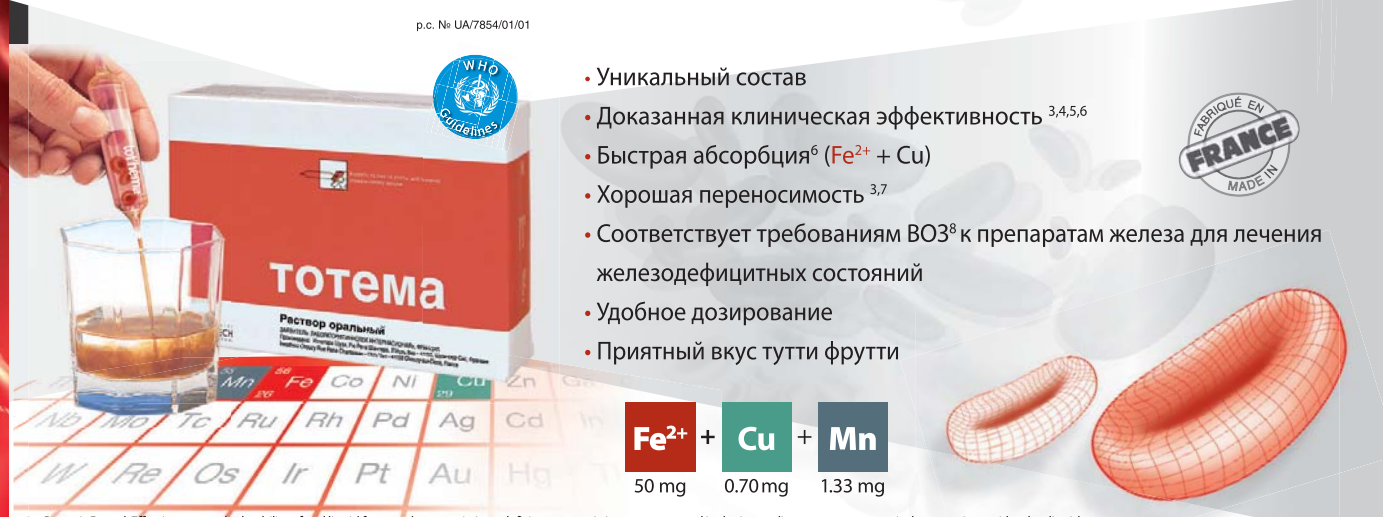 р.с. № UA/7854/01/01
WHO
Guidelines
• Уникальный состав
• Доказанная клиническая эффективность 3,4,5,6
• Быстрая абсорбция6 (Fe2+ + Cu)
• Хорошая переносимость 3,7
• Соответствует требованиям ВОЗ8 к препаратам железа для лечения
железодефицитных состояний
• Удобное дозирование
• Приятный вкус тутти фрутти
FABRIQUÉ EN
FRANCE
MADE IN
tothema
тотема
Раствор оральный
Mn Fe Co Ni Cu Zn
26 29
Nb Mo Tc Ru Rh Pd Ag Cd In
W Re Os Ir Pt Au Hg
Fe2+ + Cu + Mn
50 mg 0.70 mg 1.33 mg